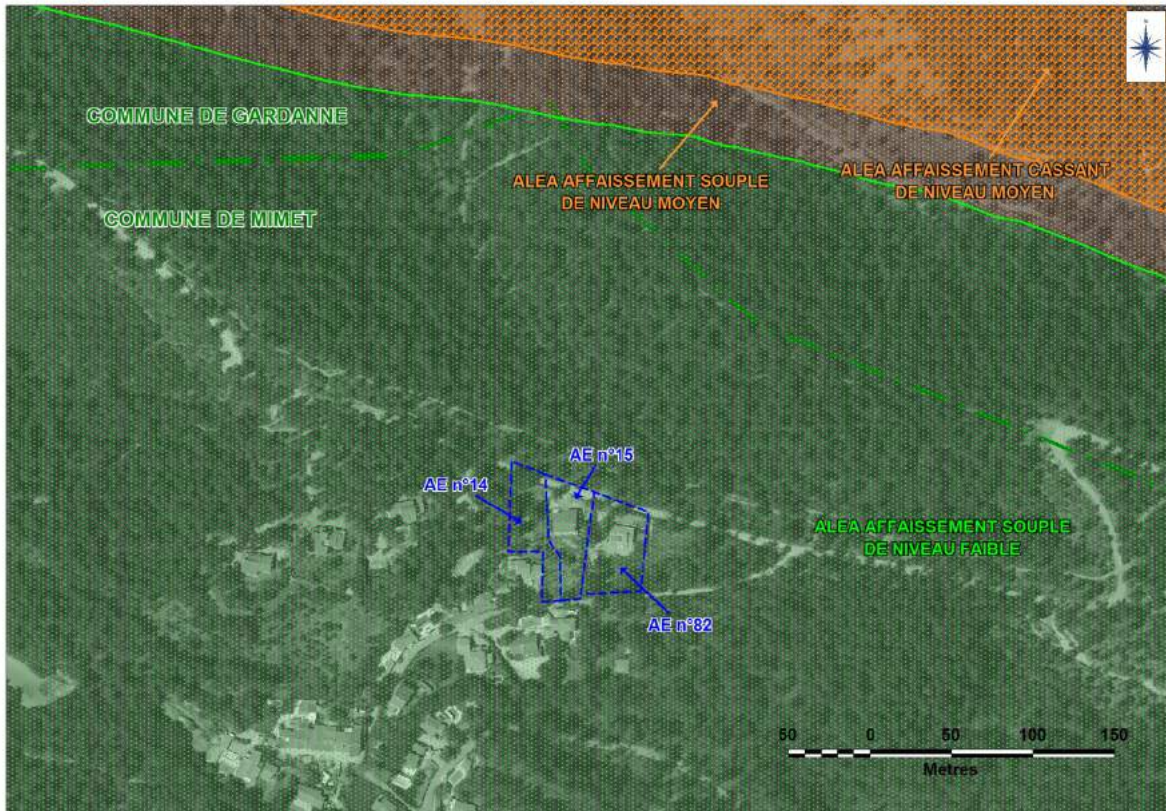 COMMUNE DE GARDANNE
COMMUNE DE MIMET
ALEA AFFAISSEMENT SOUPLE
DE NIVEAU MOYEN
ALEA AFFAISSEMENT CASSANT
DE NIVEAU MOYEN
AE n°15
AE n°14
ALEA AFFAISSEMENT SOUPLE
DE NIVEAU FAIBLE
AE n°82
50 0 50 100 150
Metres